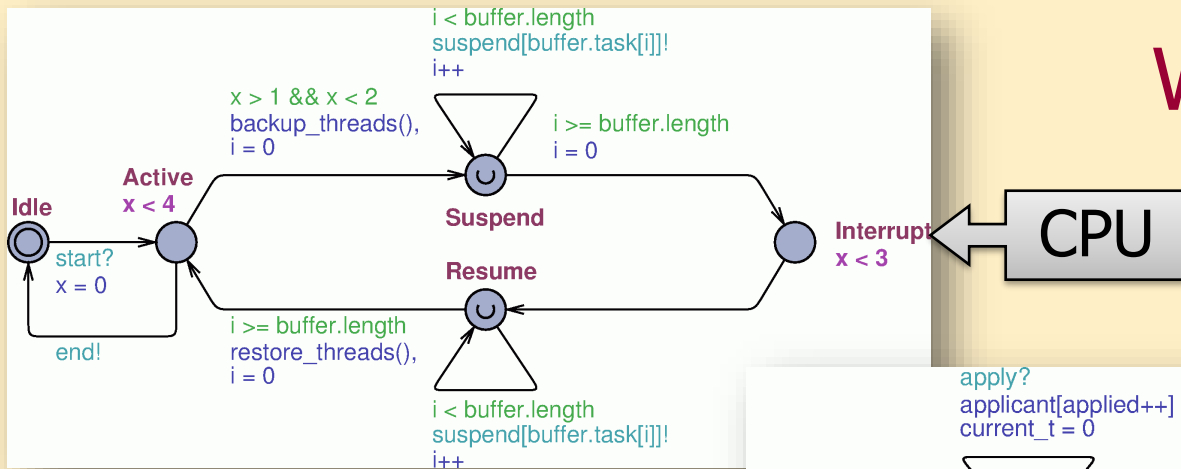 i < buffer.length
suspend[buffer.task[i]]!
i++
x > 1 && x < 2
backup_threads(),
i = 0
i >= buffer.length
i = 0
Active
x < 4
Idle
Suspend
start?
x = 0
Interrupt
x < 3
CPU
Resume
i >= buffer.length
restore_threads(),
i = 0
end!
i < buffer.length
suspend[buffer.task[i]]!
i++
apply?
applicant[applied++]
current_t = 0